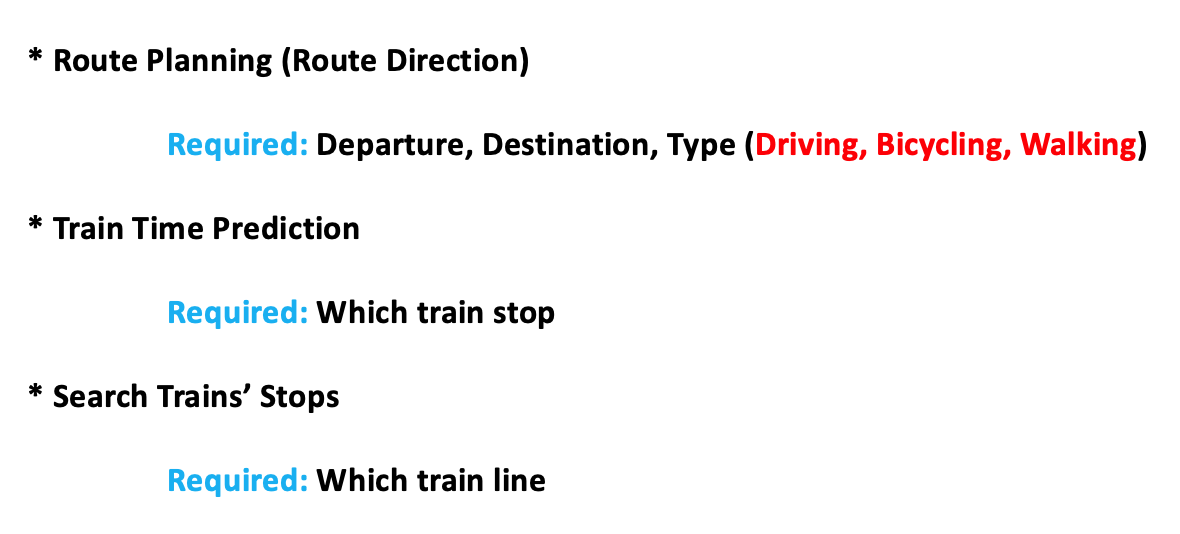 * Route Planning (Route Direction)
Required: Departure, Destination, Type (Driving, Bicycling, Walking)
* Train Time Prediction
Required: Which train stop
* Search Trains’ Stops
Required: Which train line